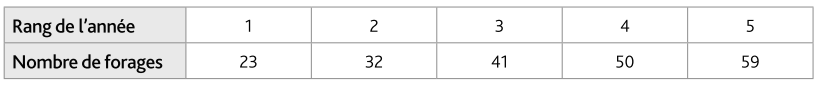 Rang de l'année 1 2 3 4 5
Nombre de forages 23 32 41 50 59